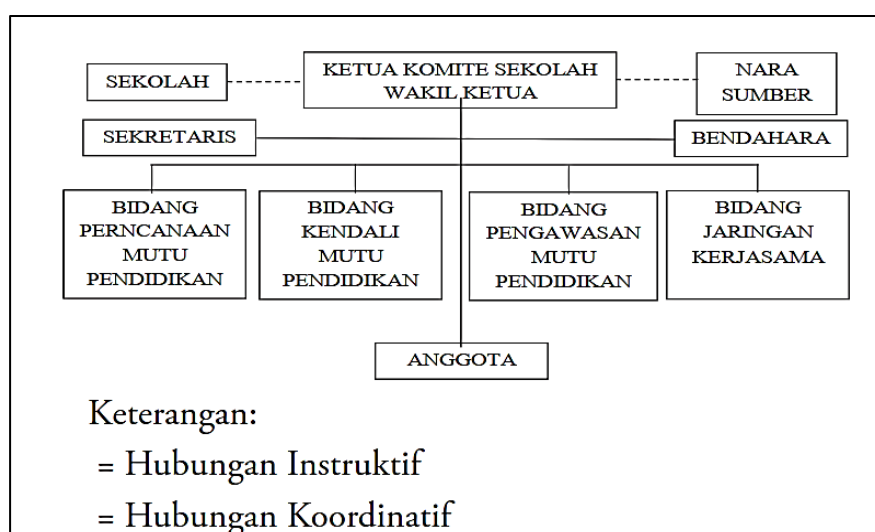 SEKOLAH
KETUA KOMITE SEKOLAH
WAKIL KETUA
NARA
SUMBER
SEKRETARIS
BENDAHARA
BIDANG
PERNCANAAN
MUTU
PENDIDIKAN
BIDANG
KENDALI
MUTU
PENDIDIKAN
BIDANG
PENGAWASAN
MUTU
PENDIDIKAN
BIDANG
JARINGAN
KERJASAMA
ANGGOTA
Keterangan:
= Hubungan Instruktif
= Hubungan Koordinatif